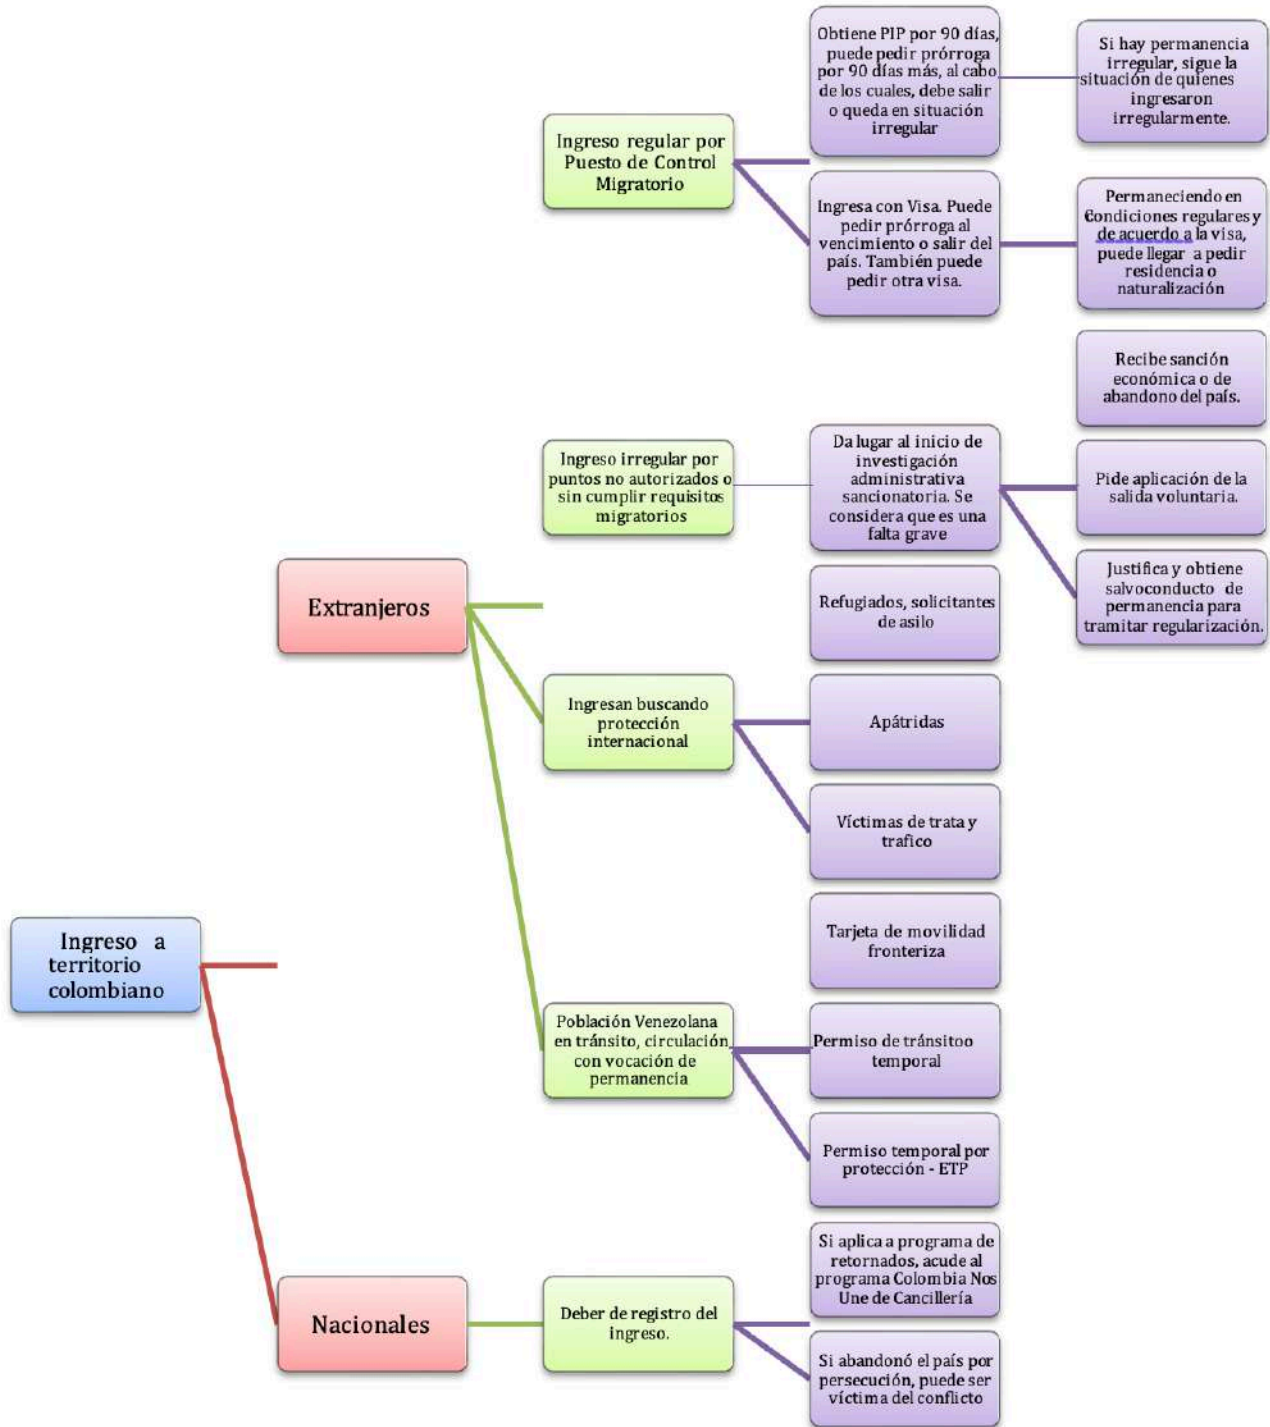 Obtiene PIP por 90 días,
puede pedir prórroga
por 90 días más, al cabo
de los cuales, debe salir
o queda en situación
irregular
Si hay permanencia
irregular, sigue la
situación de quienes
ingresaron
irregularmente.
Ingreso regular por
Puesto de Control
Migratorio
Ingresa con Visa. Puede
pedir prórroga al
vencimiento o salir del
país. También puede
pedir otra visa.
Permaneciendo en
condiciones regulares y
de acuerdo a la visa,
puede llegar a pedir
residencia o
naturalización
Recibe sanción
económica o de
abandono del país.
Ingreso irregular por
puntos no autorizados o
sin cumplir requisitos
migratorios
Da lugar al inicio de
investigación
administrativa
sancionatoria. Se
considera que es una
falta grave
Pide aplicación de la
salida voluntaria.
Justifica y obtiene
salvoconducto de
permanencia para
tramitar regularización.
Extranjeros
Refugiados, solicitantes
de asilo
Ingresan buscando
protección
internacional
Apátridas
Víctimas de trata y
trafico
Tarjeta de movilidad
fronteriza
Ingreso a
territorio
colombiano
Población Venezolana
en tránsito, circulación
con vocación de
permanencia
Permiso de tránsitoo
temporal
Permiso temporal por
protección - ETP
Si aplica a programa de
retornados, acude al
programa Colombia Nos
Une de Cancillería
Nacionales
Deber de registro del
ingreso.
Si abandonó el país por
persecución, puede ser
víctima del conflicto